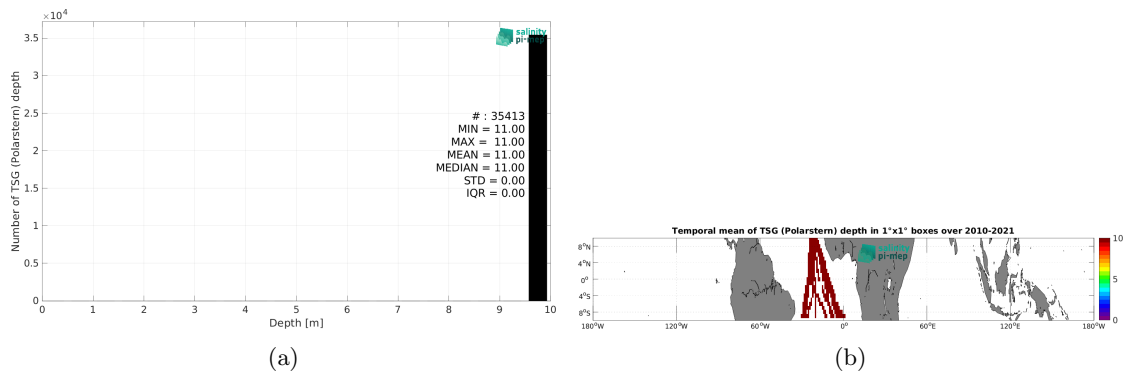 ×10⁴
3.5
3
2.5
2
1.5
1
0.5
0
Number of TSG (Polarstern) depth
salinity
pi-mep
# : 35413
MIN = 11.00
MAX = 11.00
MEAN = 11.00
MEDIAN = 11.00
STD = 0.00
IQR = 0.00
0 1 2 3 4 5 6 7 8 9 10
Depth [m]
(a)
Temporal mean of TSG (Polarstern) depth in 1°x1° boxes over 2010-2021
8°N
4°N
0°
4°S
8°S
salinity
pi-mep
180°W 120°W 60°W 0° 60°E 120°E 180°W
10
5
0
(b)